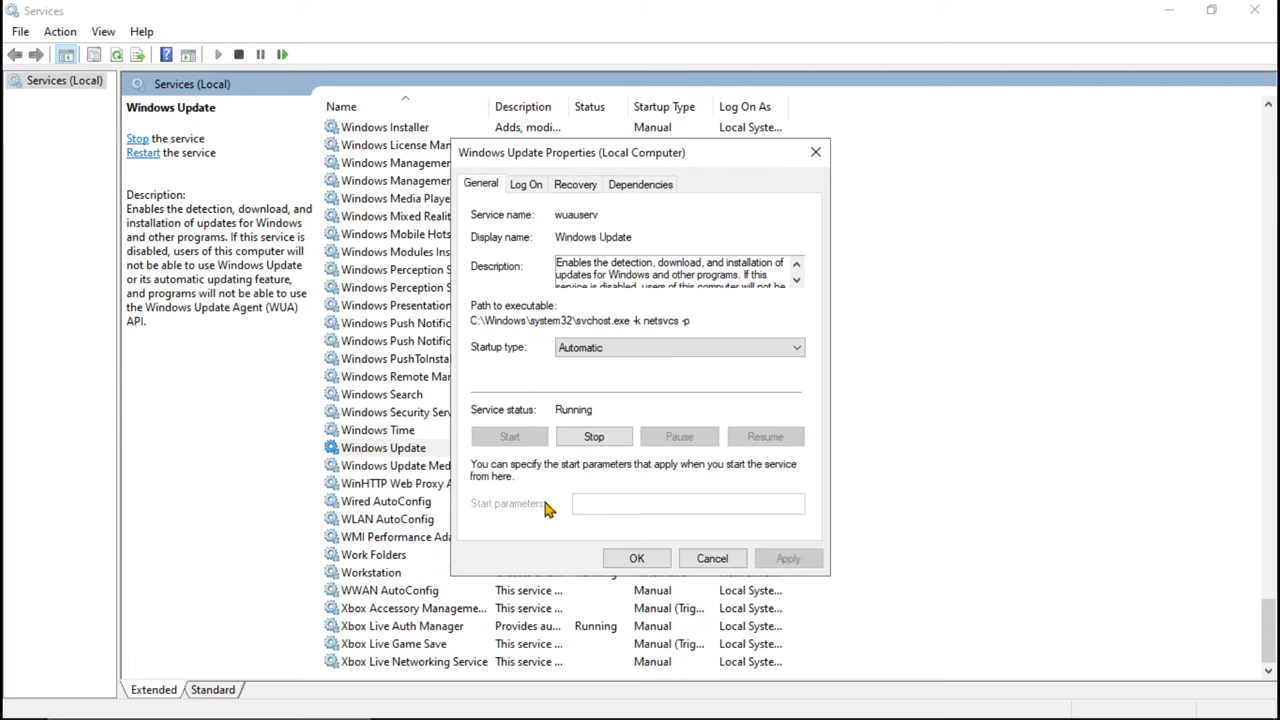 Services
File Action View Help
Services (Local)
Services (Local)
Windows Update
Stop the service
Restart the service
Description:
Enables the detection, download, and
installation of updates for Windows
and other programs. If this service is
disabled, users of this computer will
not be able to use Windows Update
or its automatic updating feature,
and programs will not be able to use
the Windows Update Agent (WUA)
API.
Name Description Status Startup Type Log On As
Windows Installer Adds, modi... Manual Local Syste...
Windows License Man
Windows Managemen
Windows Managemen
Windows Media Playe
Windows Mixed Realit
Windows Mobile Hots
Windows Modules Ins
Windows Perception S
Windows Perception S
Windows Presentation
Windows Push Notific
Windows Push Notific
Windows PushToInstal
Windows Remote Mar
Windows Search
Windows Security Serv
Windows Time
Windows Update
Windows Update Med
WinHTTP Web Proxy A
Wired AutoConfig
WLAN AutoConfig
WMI Performance Ada
Work Folders
Workstation
WWAN AutoConfig This service ... Manual Local Syste...
Xbox Accessory Manageme... This service ... Manual (Trig... Local Syste...
Xbox Live Auth Manager Provides au... Running Manual Local Syste...
Xbox Live Game Save This service ... Manual (Trig... Local Syste...
Xbox Live Networking Service This service ... Manual Local Syste...
Windows Update Properties (Local Computer)
General Log On Recovery Dependencies
Service name: wuauserv
Display name: Windows Update
Description: Enables the detection, download, and installation of
updates for Windows and other programs. If this
service is disabled, users of this computer will not be
Path to executable:
C:\Windows\system32\svchost.exe -k netsvcs -p
Startup type: Automatic
Service status: Running
Start Stop Pause Resume
You can specify the start parameters that apply when you start the service
from here.
Start parameters:
OK Cancel Apply
Extended Standard